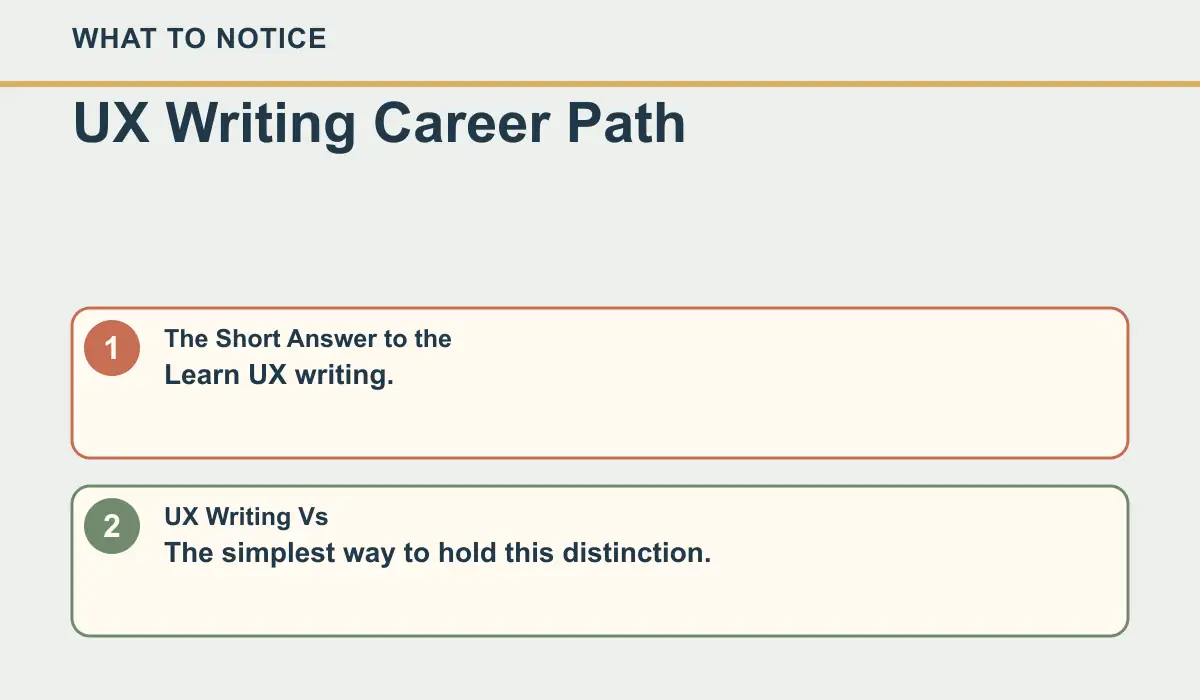 WHAT TO NOTICE
UX Writing Career Path
1
The Short Answer to the
Learn UX writing.
2
UX Writing Vs
The simplest way to hold this distinction.